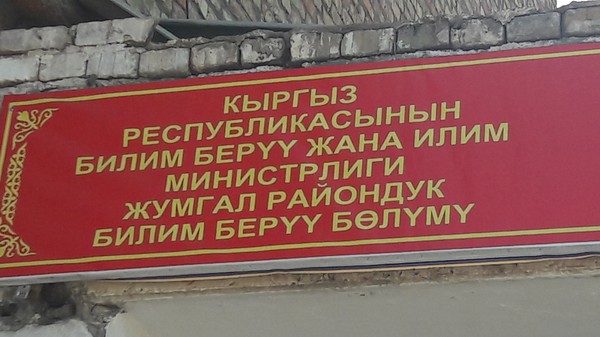 КЫРГЫЗ
РЕСПУБЛИКАСЫНЫН
БИЛИМ БЕРҮҮ ЖАНА ИЛИМ
МИНИСТРЛИГИ
ЖУМГАЛ РАЙОНДУК
БИЛИМ БЕРҮҮ БӨЛҮМҮ